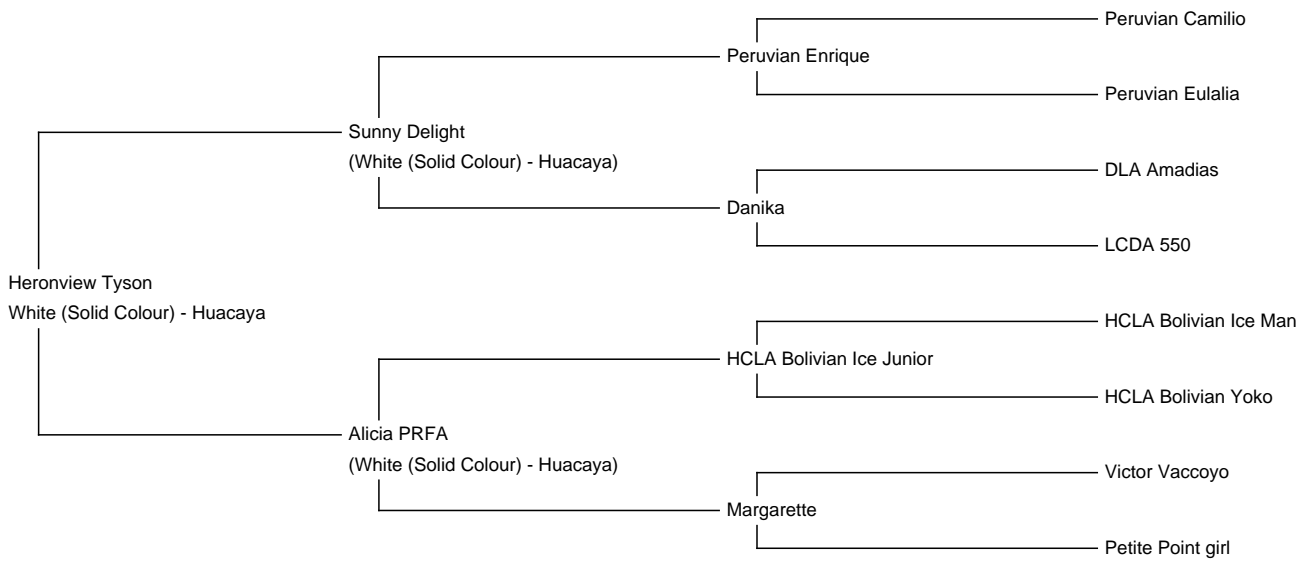 Peruvian Camilio
Peruvian Enrique
Peruvian Eulalia
Sunny Delight
(White (Solid Colour) - Huacaya)
DLA Amadias
Danika
LCDA 550
Heronview Tyson
White (Solid Colour) - Huacaya
HCLA Bolivian Ice Man
HCLA Bolivian Ice Junior
HCLA Bolivian Yoko
Alicia PRFA
(White (Solid Colour) - Huacaya)
Victor Vaccoyo
Margarette
Petite Point girl